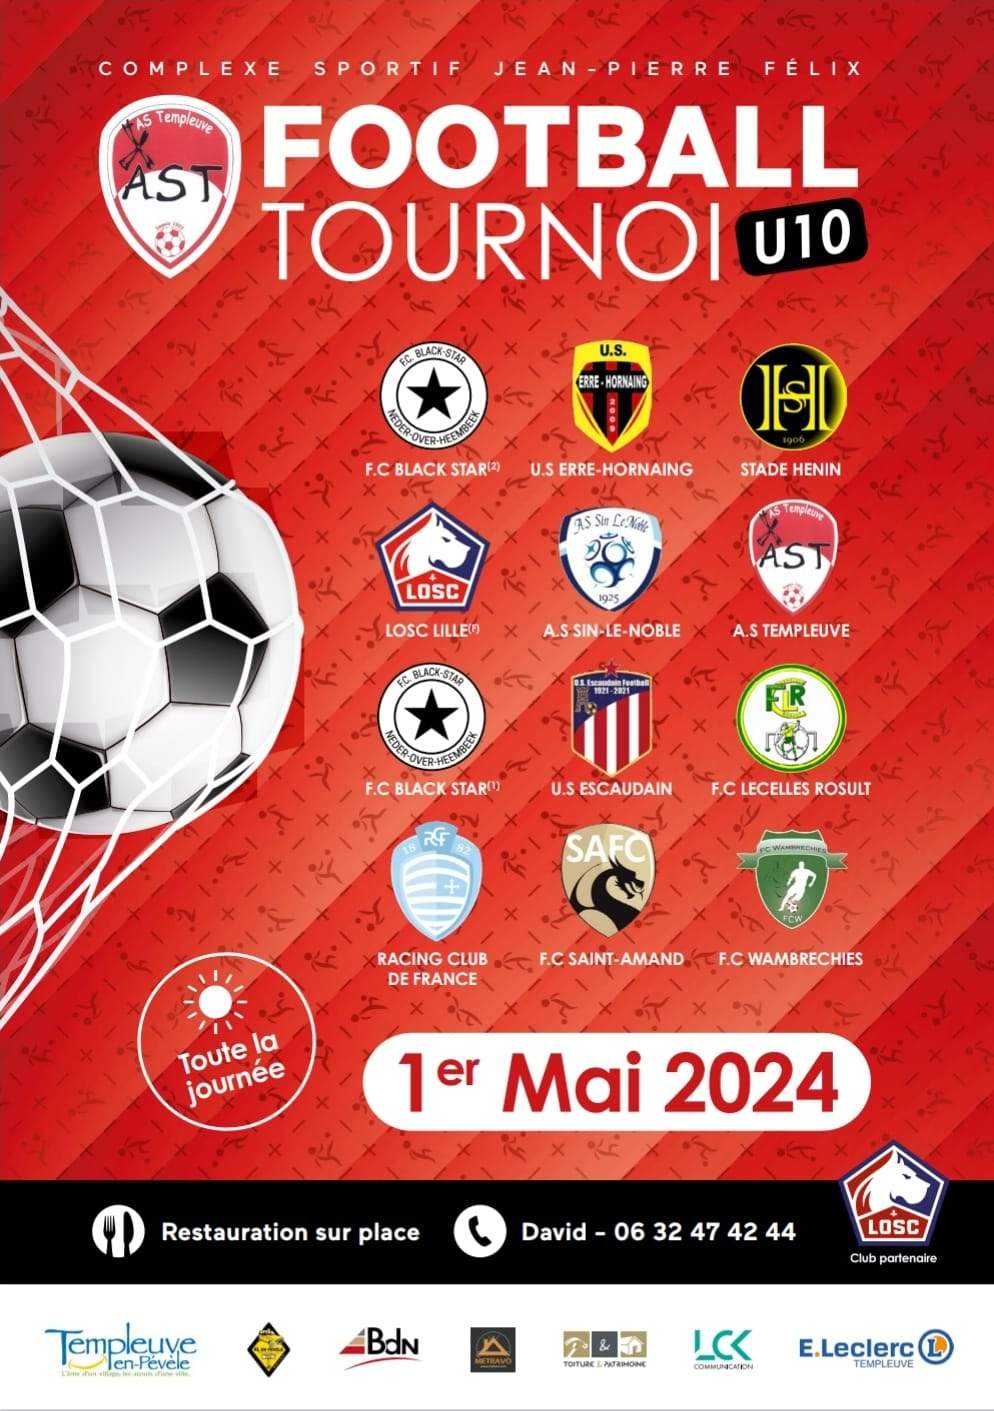 COMPLEXE SPORTIF JEAN-PIERRE FÉLIX
AS Templeuve
AST
FOOTBALL
TOURNOI U10
F.C. BLACK-STAR
NEDER-OVER-HEEMBEEK
U.S.
ERRE - HORNAING
2009
HSH
1906
F.C BLACK STAR(2)
U.S ERRE-HORNAING
STADE HENIN
LOSC
AS Sin Le Noble
1925
AS Templeuve
AST
LOSC LILLE(F)
A.S SIN-LE-NOBLE
A.S TEMPLEUVE
F.C. BLACK-STAR
NEDER-OVER-HEEMBEEK
U.S. Escaudain Football
1921 - 2021
FCLR
F.C BLACK STAR(1)
U.S ESCAUDAIN
F.C LECELLES ROSULT
RCF
18 82
SAFC
FC WAMBRECHIES
FCW
RACING CLUB
DE FRANCE
F.C SAINT-AMAND
F.C WAMBRECHIES
Toute la
journée
1er Mai 2024
Restauration sur place
David - 06 32 47 42 44
LOSC
Club partenaire
Templeuve
en-Pévèle
L'âme d'un village, les atouts d'une ville.
BdN
METRAVO
T & P
TOITURE & PATRIMOINE
LCK
COMMUNICATION
E.Leclerc L
TEMPLEUVE